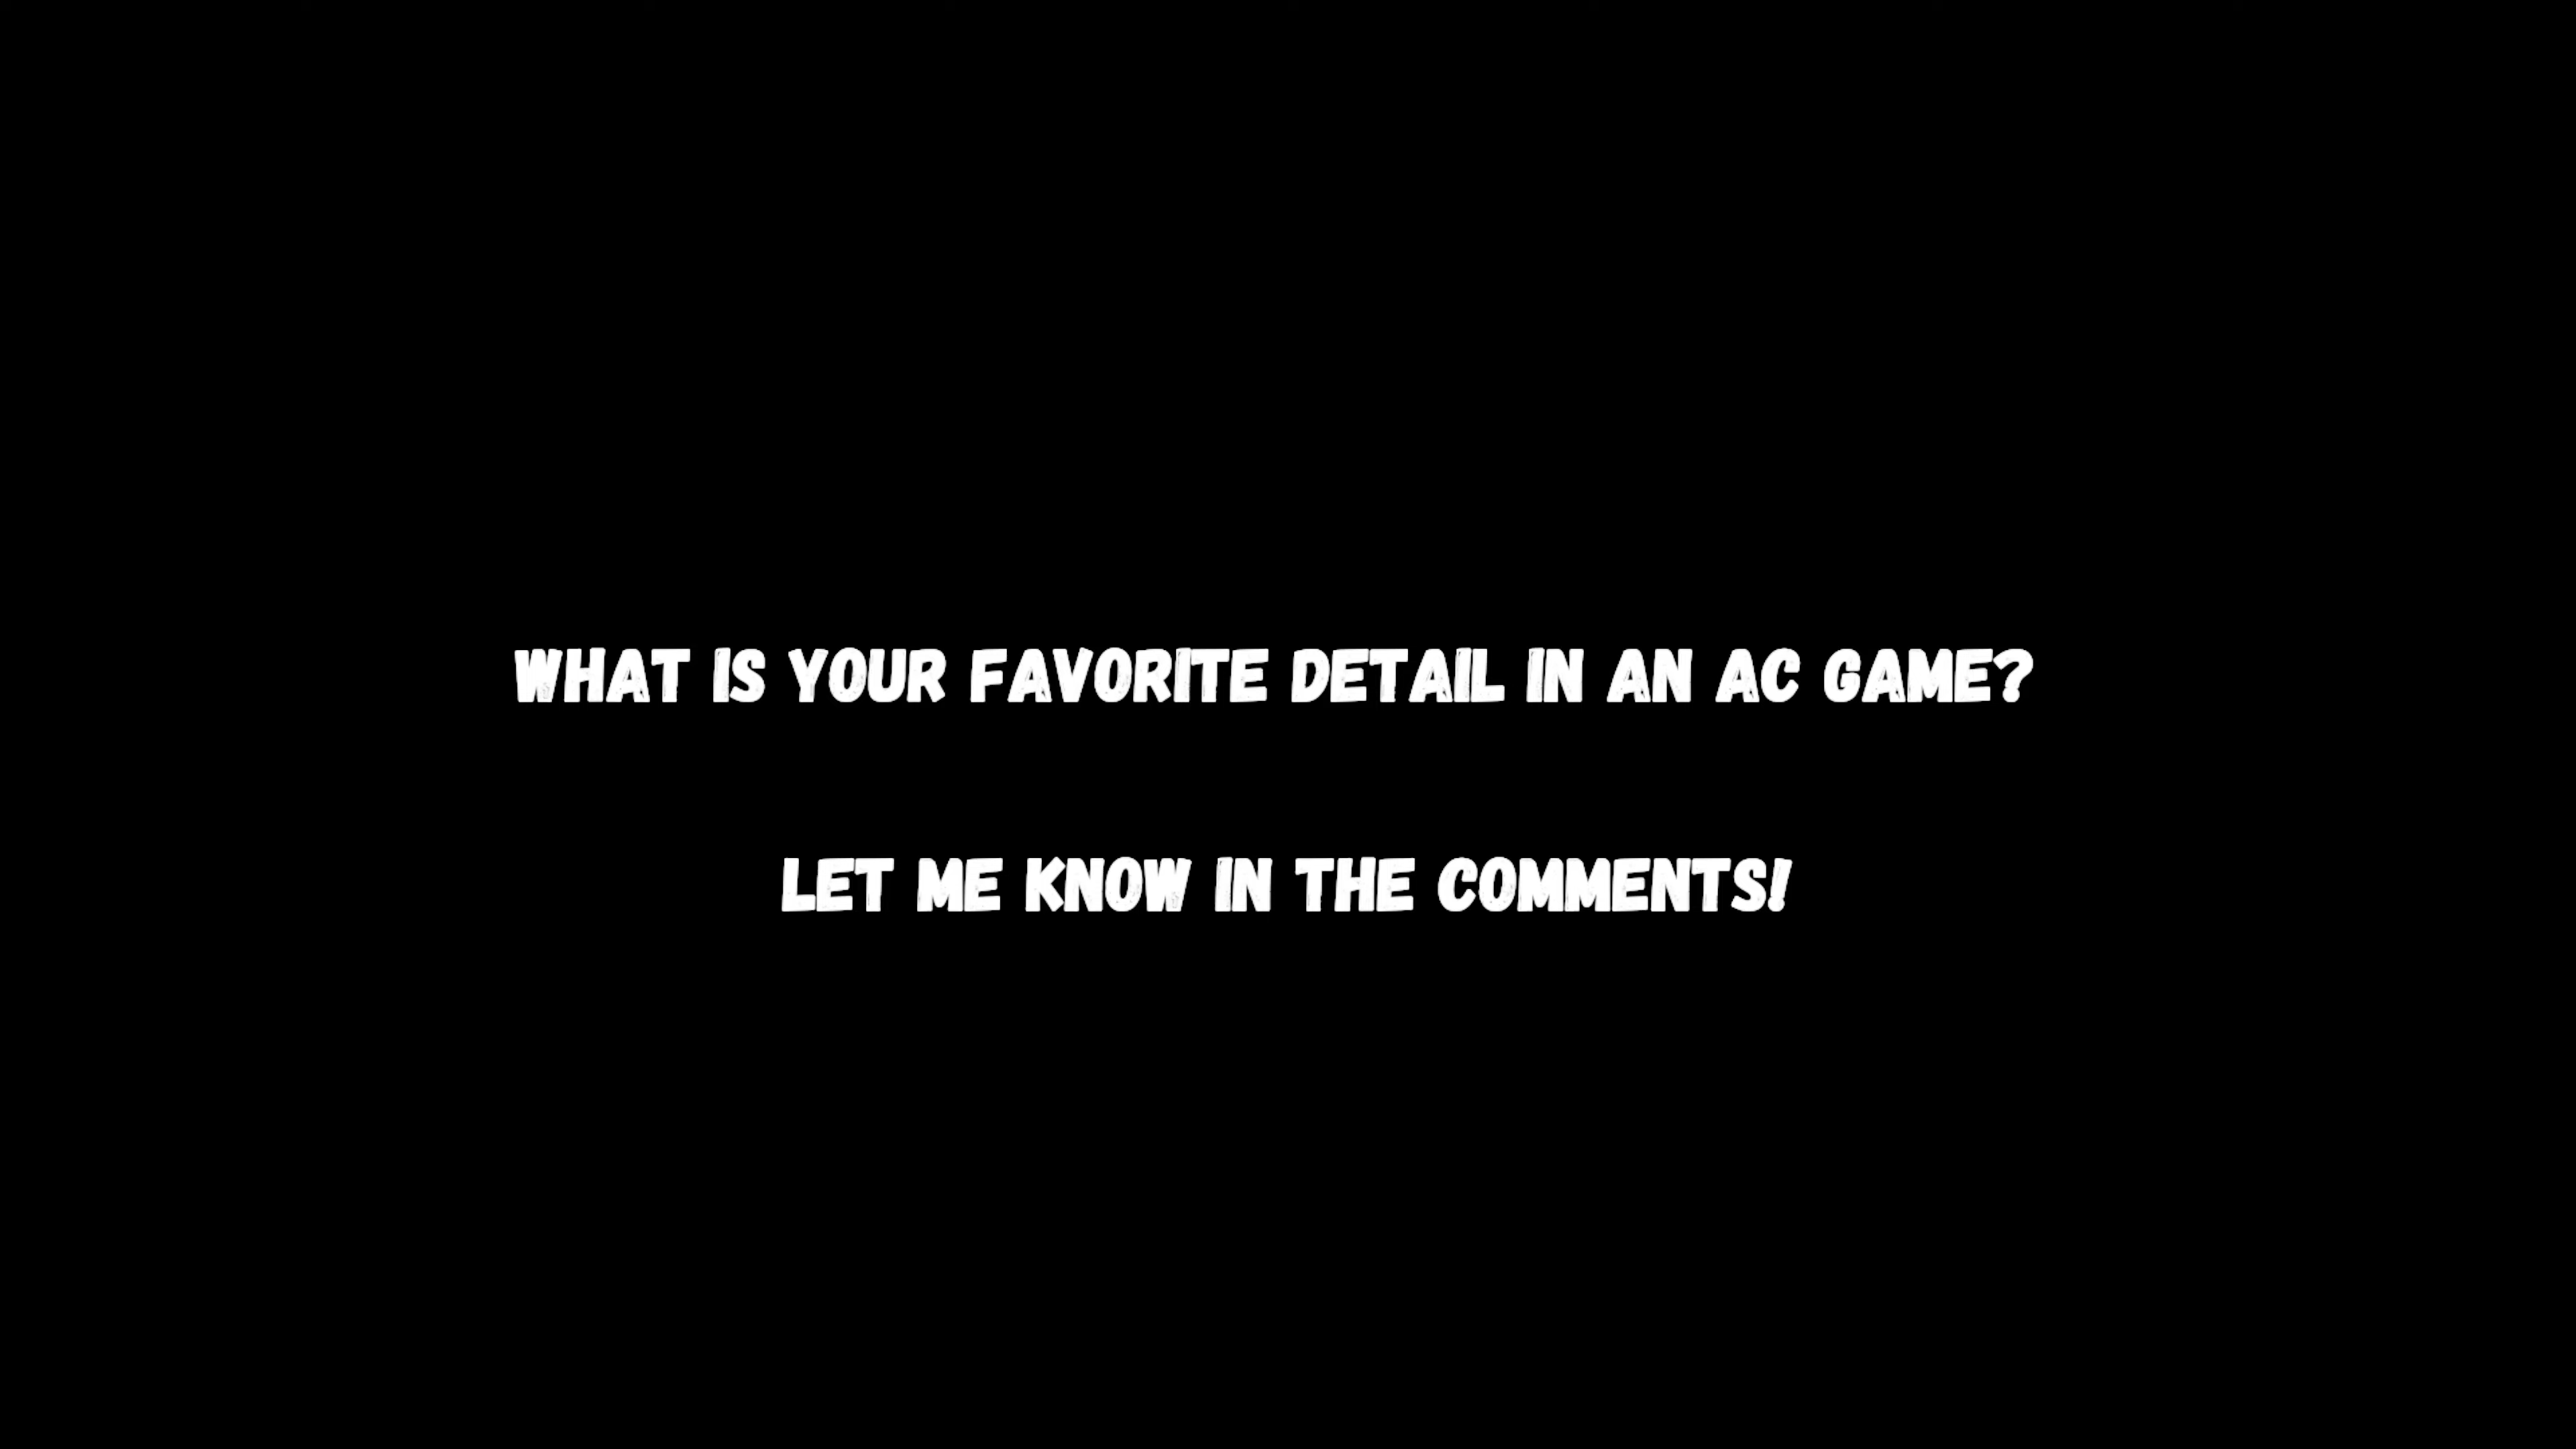 WHAT IS YOUR FAVORITE DETAIL IN AN AC GAME?
LET ME KNOW IN THE COMMENTS!